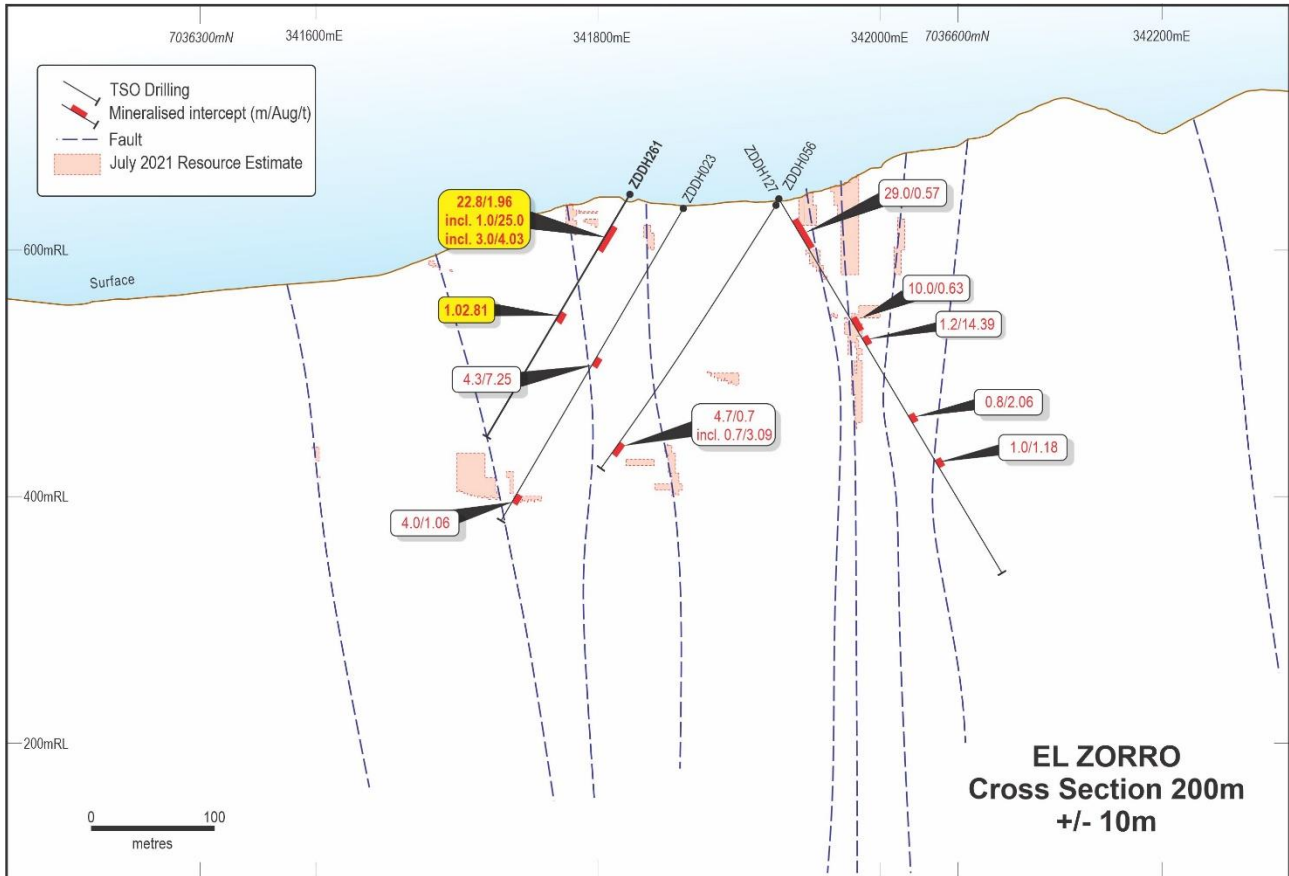 7036300mN
341600mE
341800mE
342000mE
7036600mN
342200mE
TSO Drilling
Mineralised intercept (m/Aug/t)
Fault
July 2021 Resource Estimate
ZDDH261
ZDDH023
ZDDH127
ZDDH056
22.8/1.96
incl. 1.0/25.0
incl. 3.0/4.03
29.0/0.57
600mRL
Surface
10.0/0.63
1.02.81
1.2/14.39
4.3/7.25
0.8/2.06
4.7/0.7
incl. 0.7/3.09
1.0/1.18
400mRL
4.0/1.06
200mRL
EL ZORRO
Cross Section 200m
+/- 10m
0
100
metres